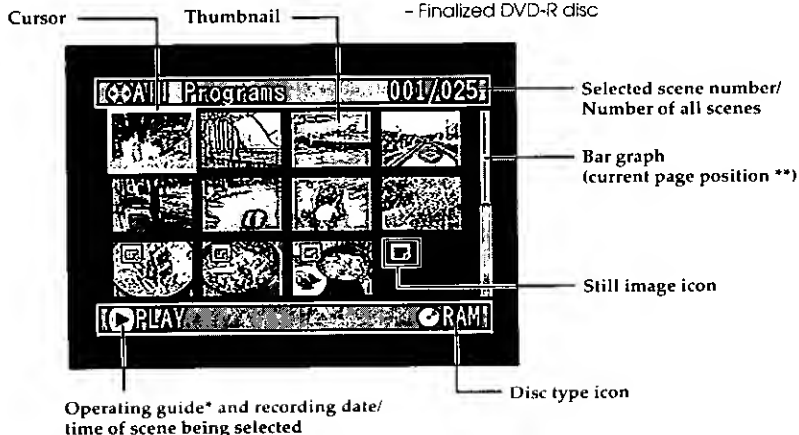 – Finalized DVD-R disc
Cursor
Thumbnail
All Programs 001/025
Selected scene number/
Number of all scenes
Bar graph
(current page position **)
Still image icon
PLAY
RAM
Disc type icon
Operating guide* and recording date/
time of scene being selected